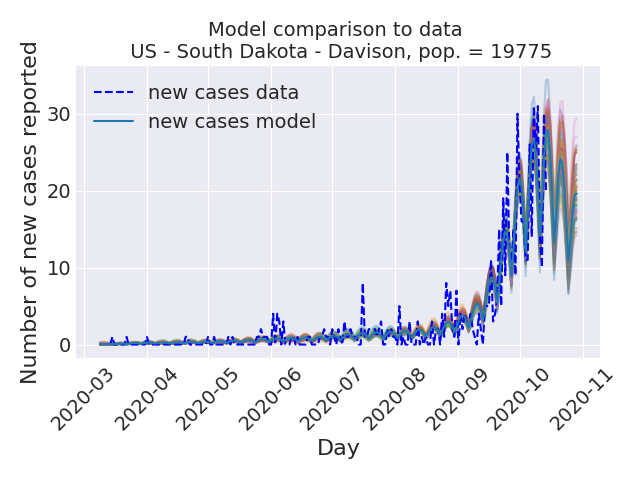 Model comparison to data
US - South Dakota - Davison, pop. = 19775
Number of new cases reported
30
20
10
0
new cases data
new cases model
2020-03
2020-04
2020-05
2020-06
2020-07
2020-08
2020-09
2020-10
2020-11
Day